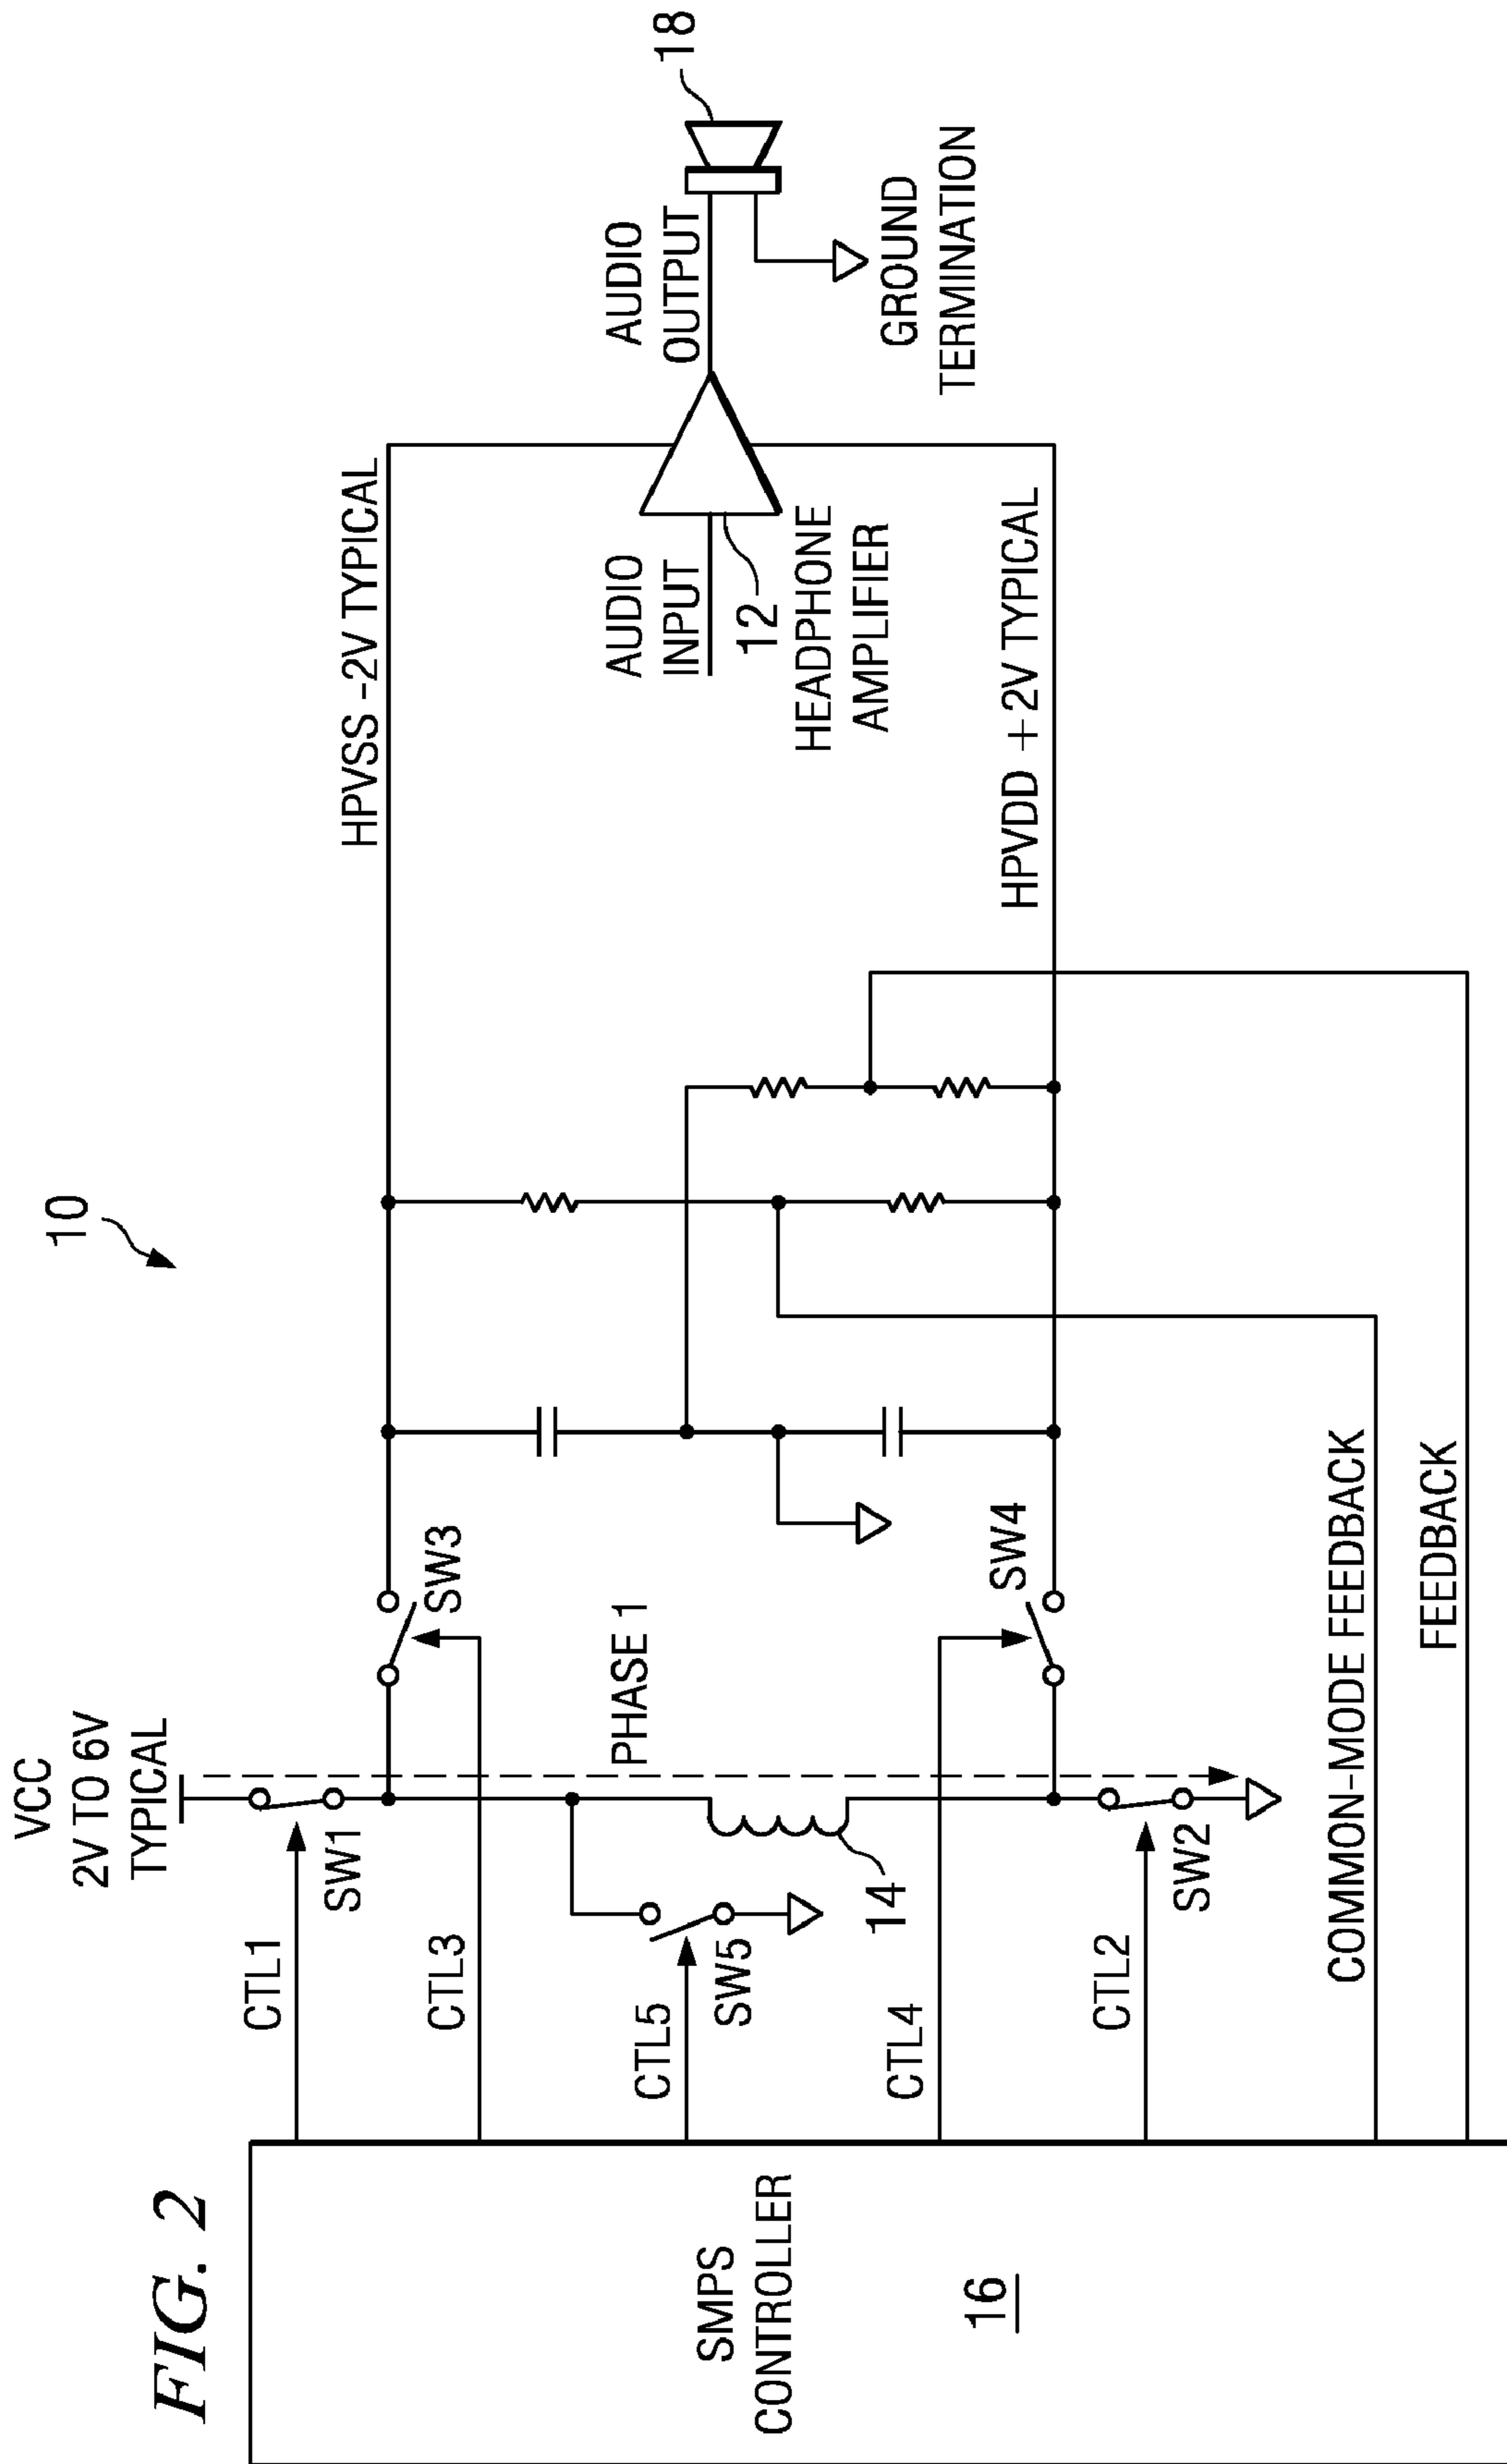 FIG. 2
10
VCC
2V TO 6V
TYPICAL
CTL1
SW1
CTL3
SW3
PHASE 1
CTL5
SW5
14
CTL4
SW4
CTL2
SW2
SMPS
CONTROLLER
16
COMMON-MODE FEEDBACK
FEEDBACK
HPVSS -2V TYPICAL
AUDIO
INPUT
12
HEADPHONE
AMPLIFIER
HPVDD +2V TYPICAL
AUDIO
OUTPUT
18
GROUND
TERMINATION